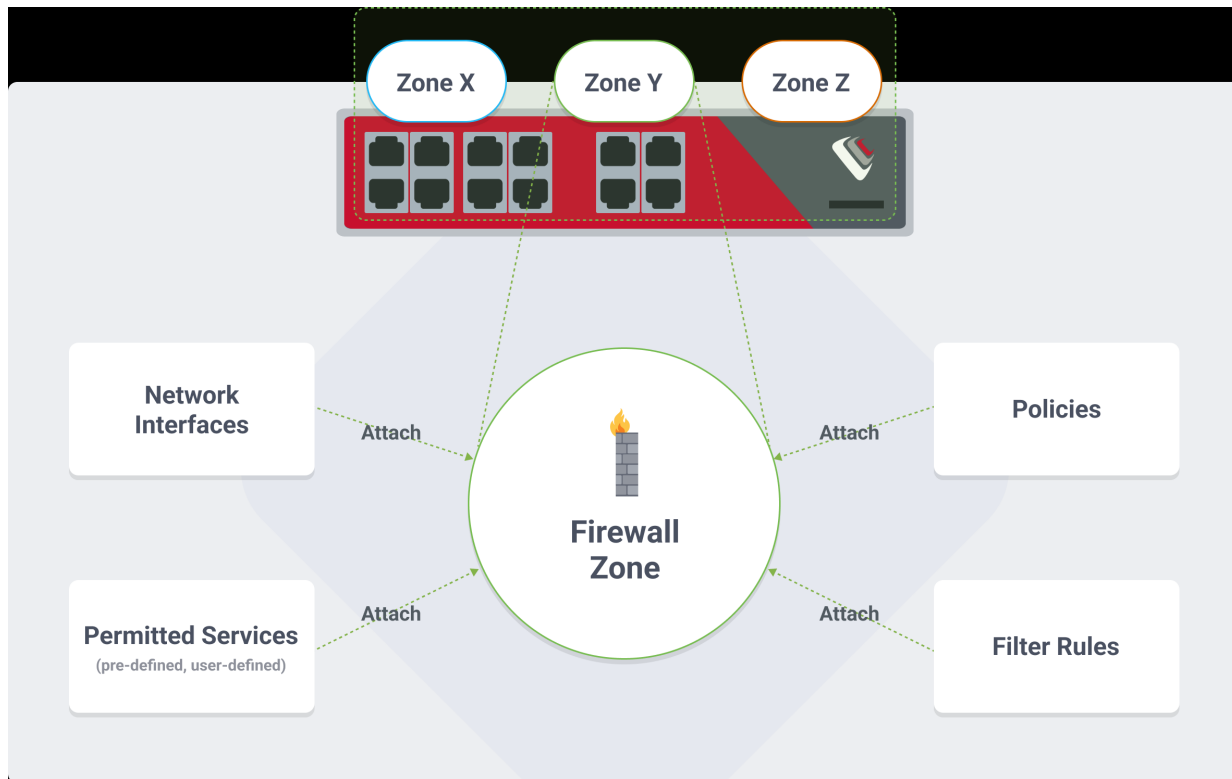 Zone X
Zone Y
Zone Z
Network
Interfaces
Attach
Attach
Policies
Firewall
Zone
Permitted Services
(pre-defined, user-defined)
Attach
Attach
Filter Rules